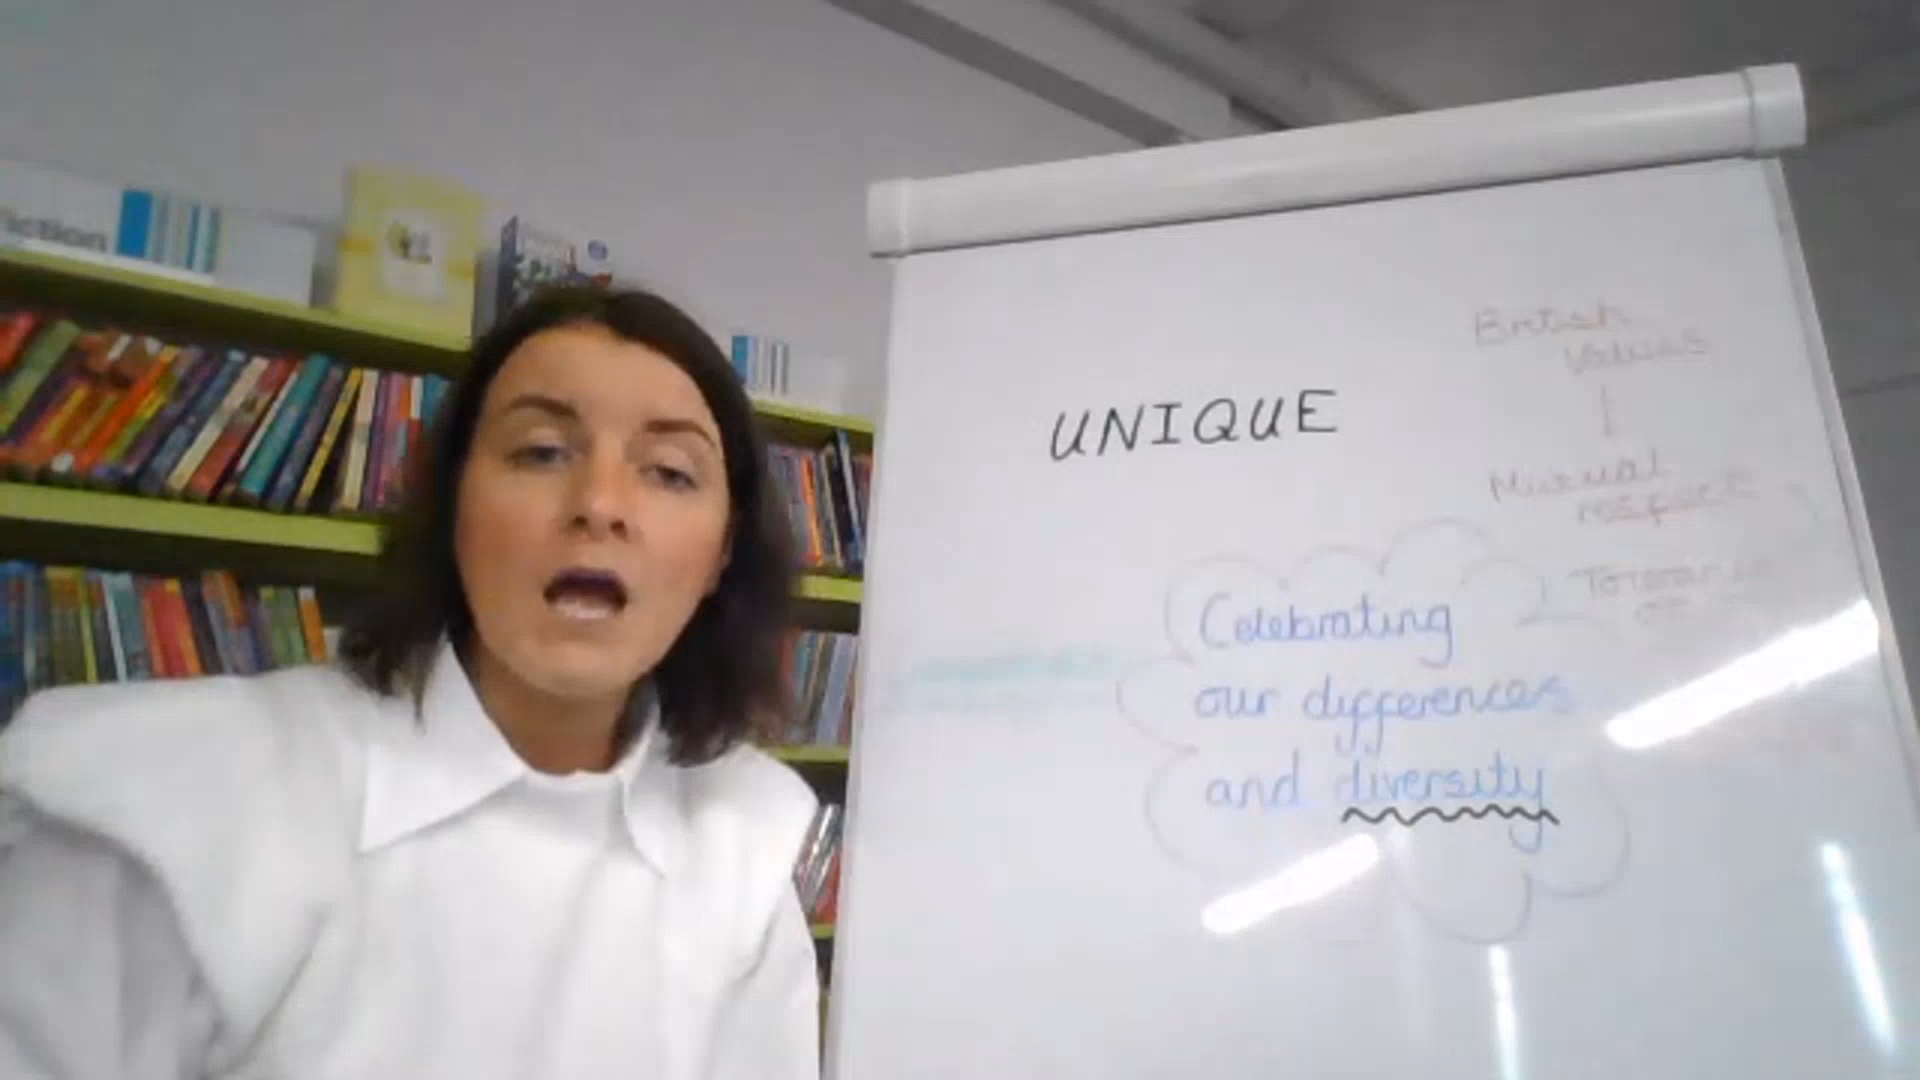 UNIQUE
British
Values
Mutual
respect
Celebrating
our differences
and diversity